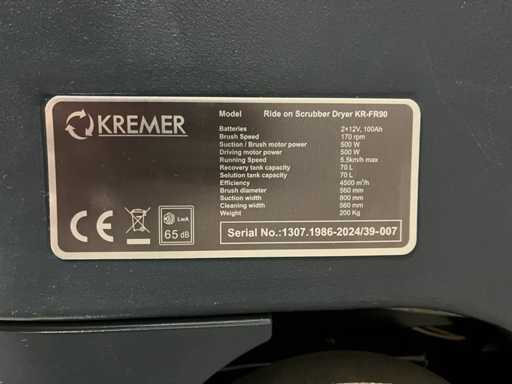 KREMER
Model Ride on Scrubber Dryer KR-FR90
Batteries 2×12V, 100Ah
Brush Speed 170 rpm
Suction / Brush motor power 500 W
Driving motor power 500 W
Running Speed 5,5km/h max
Recovery tank capacity 70 L
Solution tank capacity 70 L
Efficiency 4500 m²/h
Brush diameter 560 mm
Suction width 800 mm
Cleaning width 560 mm
Weight 200 Kg
CE
LwA
65 dB
Serial No.:1307.1986-2024/39-007